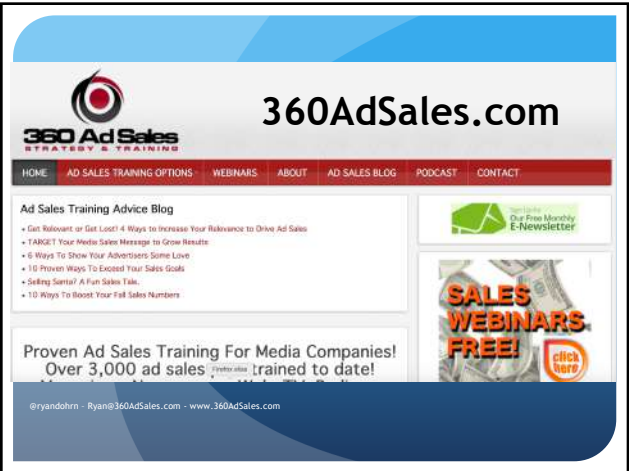 360AdSales.com
360 Ad Sales
STRATEGY & TRAINING
HOME AD SALES TRAINING OPTIONS WEBINARS ABOUT AD SALES BLOG PODCAST CONTACT
Ad Sales Training Advice Blog
• Get Relevant or Get Lost! 4 Ways to Increase Your Relevance to Drive Ad Sales
• TARGET Your Media Sales Message to Grow Results
• 6 Ways To Show Your Advertisers Some Love
• 10 Proven Ways To Exceed Your Sales Goals
• Selling Santa? A Fun Sales Tale.
• 10 Ways To Boost Your Fall Sales Numbers
Sign Up for
Our Free Monthly
E-Newsletter
SALES
WEBINARS
FREE!
click
here
Proven Ad Sales Training For Media Companies!
Over 3,000 ad sales trained to date!
@ryandohrn - Ryan@360AdSales.com - www.360AdSales.com